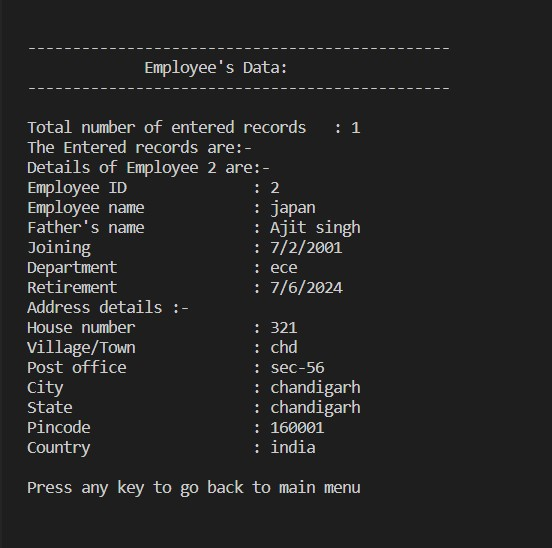 -----------------------------------------------
Employee's Data:
-----------------------------------------------
Total number of entered records : 1
The Entered records are:-
Details of Employee 2 are:-
Employee ID : 2
Employee name : japan
Father's name : Ajit singh
Joining : 7/2/2001
Department : ece
Retirement : 7/6/2024
Address details :-
House number : 321
Village/Town : chd
Post office : sec-56
City : chandigarh
State : chandigarh
Pincode : 160001
Country : india
Press any key to go back to main menu